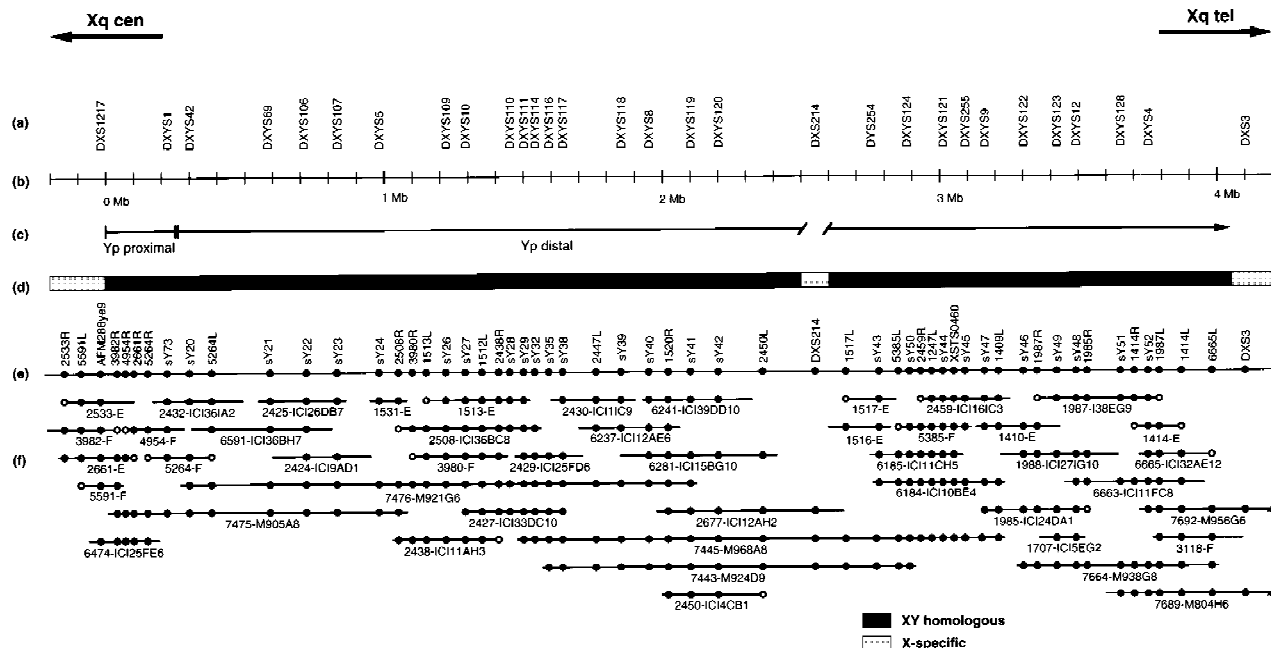 Xq cen Xq tel
(a) DXS1217 DXYS1 DXYS42 DXYS69 DXYS106 DXYS107 DXYS5 DXYS109 DXYS10 DXYS110 DXYS111 DXYS114 DXYS116 DXYS117 DXYS118 DXYS8 DXYS119 DXYS120 DXS214 DYS254 DXYS124 DXYS121 DXYS255 DXYS9 DXYS122 DXYS123 DXYS12 DXYS128 DXYS4 DXS3
(b)
0 Mb 1 Mb 2 Mb 3 Mb 4 Mb
(c)
Yp proximal Yp distal
(d)
2533R 5591L AFM288ye9 3982R 4954R 2661R 5264R sY73 sY20 5264L sY21 sY22 sY23 sY24 2508R 3980R 1513L sY26 sY27 1512L 2438R sY28 sY29 sY32 sY35 sY38 2447L sY39 sY40 1520R sY41 sY42 2450L DXS214 1517L sY43 5385L sY50 2459R 1247L sY44 XSTS0460 sY45 sY47 1409L sY46 1987R sY49 sY48 1985R sY51 1414R sY52 1987L 1414L 6665L DXS3
(e)
2533-E 2432-ICI36IA2 2425-ICI26DB7 1531-E 1513-E 2430-ICI1IC9 6241-ICI39DD10 1517-E 2459-ICI16IC3 1987-I38EG9
3982-F 4954-F 6591-ICI36BH7 2508-ICI35BC8 6237-ICI12AE6 1516-E 5385-F 1410-E 1414-E
(f)
2661-E 5264-F 2424-ICI9AD1 3980-F 2429-ICI25FD6 6281-ICI15BG10 6185-ICI11CH5 1988-ICI27IG10 6665-ICI32AE12
5591-F 7476-M921G6 6184-ICI10BE4 6663-ICI11FC8
7475-M905A8 2427-ICI33DC10 2677-ICI12AH2 1985-ICI24DA1 7692-M956G6
6474-ICI25FE6 2438-ICI11AH3 7445-M968A8 1707-ICI5EG2 3118-F
7443-M924D9 7664-M938G8
2450-ICI4CB1 7689-M804H6
XY homologous
X-specific